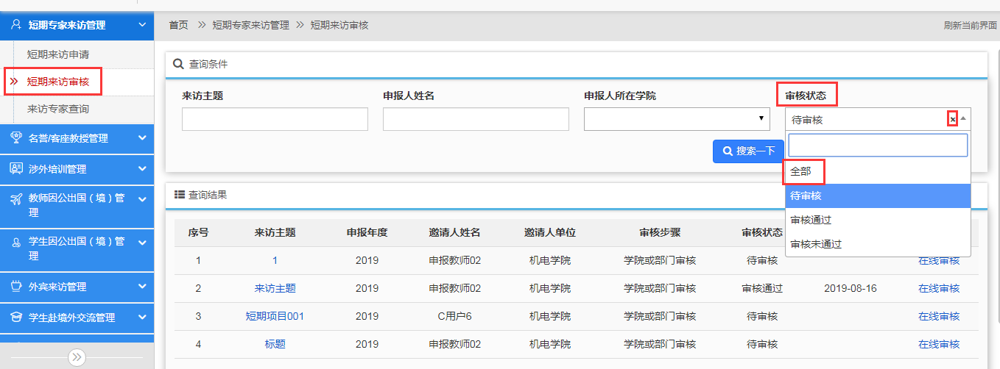 短期专家来访管理
短期来访申请
短期来访审核
来访专家查询
名誉/客座教授管理
涉外培训管理
教师因公出国（境）管
理
学生因公出国（境）管
理
外宾来访管理
学生赴境外交流管理
首页 短期专家来访管理 短期来访审核 刷新当前界面
查询条件
来访主题 申报人姓名 申报人所在学院 审核状态
待审核 ×
搜索一下
全部
待审核
审核通过
审核未通过
查询结果
序号 来访主题 申报年度 邀请人姓名 邀请人单位 审核步骤 审核状态
1 1 2019 申报教师02 机电学院 学院或部门审核 待审核 在线审核
2 来访主题 2019 申报教师02 机电学院 学院或部门审核 审核通过 2019-08-16 在线审核
3 短期项目001 2019 C用户6 机电学院 学院或部门审核 待审核 在线审核
4 标题 2019 申报教师02 机电学院 学院或部门审核 待审核 在线审核